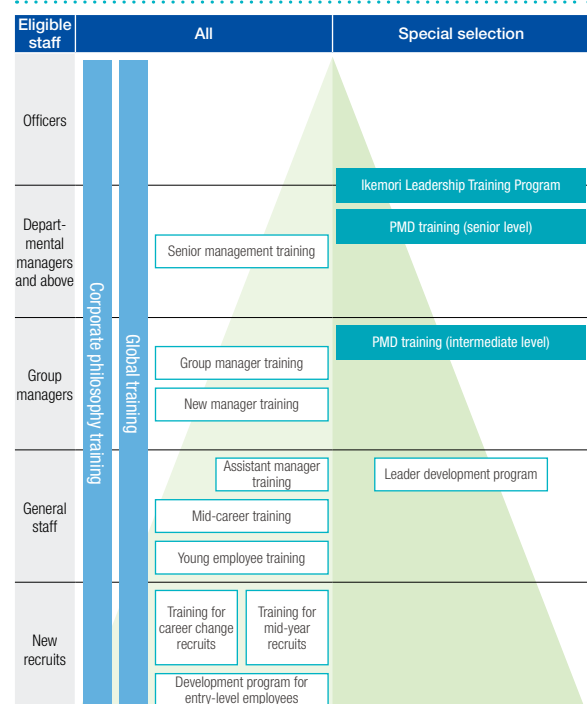 Eligible
staff
All
Special selection
Officers
Ikemori Leadership Training Program
Depart-
mental
managers
and above
PMD training (senior level)
Senior management training
Corporate philosophy training
Global training
Group
managers
PMD training (intermediate level)
Group manager training
New manager training
General
staff
Assistant manager
training
Leader development program
Mid-career training
Young employee training
New
recruits
Training for
career change
recruits
Training for
mid-year
recruits
Development program for
entry-level employees